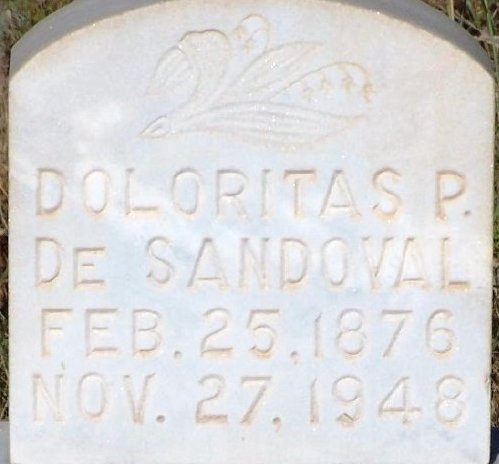 DOLORITAS P.
De SANDOVAL
FEB. 25, 1876
NOV. 27, 1948